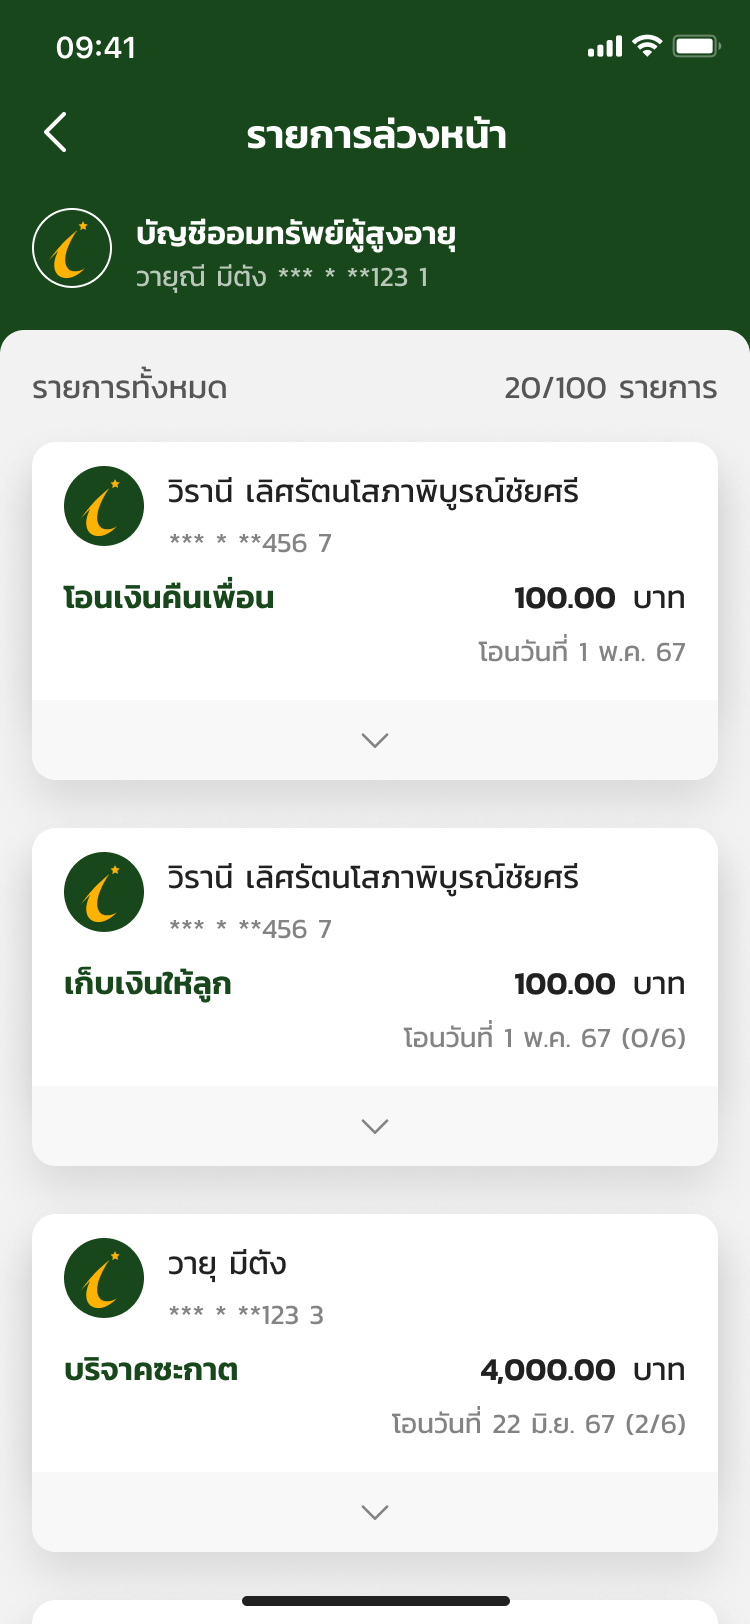 09:41
รายการล่วงหน้า
บัญชีออมทรัพย์ผู้สูงอายุ
วายุณี มีตัง *** * **123 1
รายการทั้งหมด 20/100 รายการ
วิรานี เลิศรัตนโสภาพิบูรณ์ชัยศรี
*** * **456 7
โอนเงินคืนเพื่อน 100.00 บาท
โอนวันที่ 1 พ.ค. 67
วิรานี เลิศรัตนโสภาพิบูรณ์ชัยศรี
*** * **456 7
เก็บเงินให้ลูก 100.00 บาท
โอนวันที่ 1 พ.ค. 67 (0/6)
วายุ มีตัง
*** * **123 3
บริจาคซะกาต 4,000.00 บาท
โอนวันที่ 22 มิ.ย. 67 (2/6)